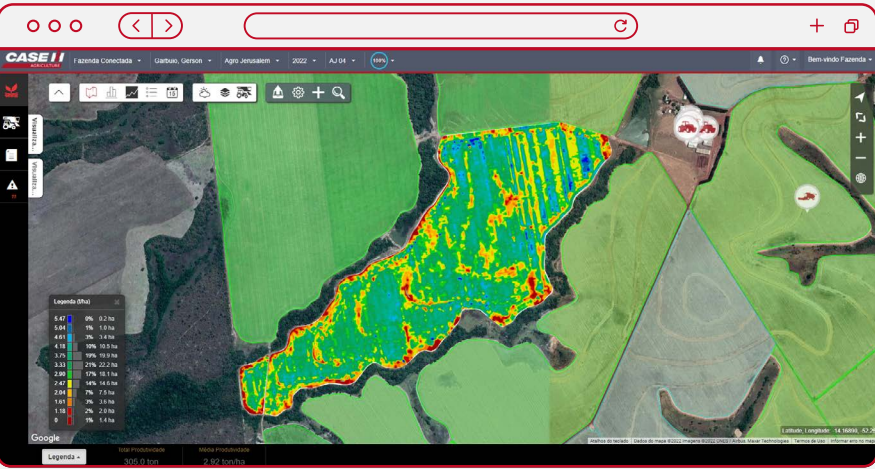 CASE IH
AGRICULTURE
Fazenda Conectada
Garbuio, Gerson
Agro Jerusalem
2022
AJ 04
100%
Bem-vindo Fazenda
15
Visualiza...
Visualiza...
Legenda (t/ha)
5.47 0% 0.2 ha
5.04 1% 1.0 ha
4.61 3% 3.4 ha
4.18 10% 10.5 ha
3.75 19% 19.9 ha
3.33 21% 22.2 ha
2.90 17% 18.1 ha
2.47 14% 14.6 ha
2.04 7% 7.5 ha
1.61 3% 3.6 ha
1.18 2% 2.0 ha
0 1% 1.4 ha
Google
Latitude, Longitude: -14.16890, -52.25
Atalhos do teclado
Dados do mapa ©2022 Imagens ©2022 CNES / Airbus, Maxar Technologies
Termos de Uso
Informar erro no mapa
Legenda
Total Produtividade
305.0 ton
Média Produtividade
2.92 ton/ha